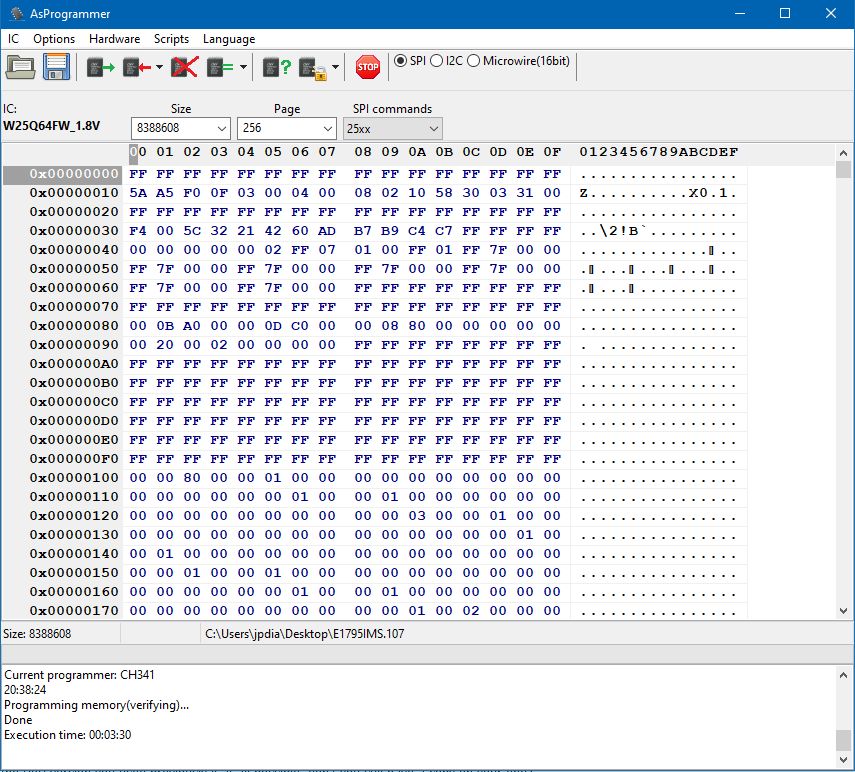 AsProgrammer
IC Options Hardware Scripts Language
STOP SPI I2C Microwire(16bit)
IC: Size Page SPI commands
W25Q64FW_1.8V 8388608 256 25xx
00 01 02 03 04 05 06 07 08 09 0A 0B 0C 0D 0E 0F 0123456789ABCDEF
0x00000000 FF FF FF FF FF FF FF FF FF FF FF FF FF FF FF FF ................
0x00000010 5A A5 F0 0F 03 00 04 00 08 02 10 58 30 03 31 00 Z..........X0.1.
0x00000020 FF FF FF FF FF FF FF FF FF FF FF FF FF FF FF FF ................
0x00000030 F4 00 5C 32 21 42 60 AD B7 B9 C4 C7 FF FF FF FF ..\2!B`.........
0x00000040 00 00 00 00 00 02 FF 07 01 00 FF 01 FF 7F 00 00 .............▯..
0x00000050 FF 7F 00 00 FF 7F 00 00 FF 7F 00 00 FF 7F 00 00 .▯...▯...▯...▯..
0x00000060 FF 7F 00 00 FF 7F 00 00 FF FF FF FF FF FF FF FF .▯...▯..........
0x00000070 FF FF FF FF FF FF FF FF FF FF FF FF FF FF FF FF ................
0x00000080 00 0B A0 00 00 0D C0 00 00 08 80 00 00 00 00 00 ................
0x00000090 00 20 00 02 00 00 00 00 FF FF FF FF FF FF FF FF . ..............
0x000000A0 FF FF FF FF FF FF FF FF FF FF FF FF FF FF FF FF ................
0x000000B0 FF FF FF FF FF FF FF FF FF FF FF FF FF FF FF FF ................
0x000000C0 FF FF FF FF FF FF FF FF FF FF FF FF FF FF FF FF ................
0x000000D0 FF FF FF FF FF FF FF FF FF FF FF FF FF FF FF FF ................
0x000000E0 FF FF FF FF FF FF FF FF FF FF FF FF FF FF FF FF ................
0x000000F0 FF FF FF FF FF FF FF FF FF FF FF FF FF FF FF FF ................
0x00000100 00 00 80 00 00 01 00 00 00 00 00 00 00 00 00 00 ................
0x00000110 00 00 00 00 00 00 01 00 00 01 00 00 00 00 00 00 ................
0x00000120 00 00 00 00 00 00 00 00 00 00 03 00 00 01 00 00 ................
0x00000130 00 00 00 00 00 00 00 00 00 00 00 00 00 00 01 00 ................
0x00000140 00 01 00 00 00 00 00 00 00 00 00 00 00 00 00 00 ................
0x00000150 00 00 01 00 00 01 00 00 00 00 00 00 00 00 00 00 ................
0x00000160 00 00 00 00 00 00 01 00 00 01 00 00 00 00 00 00 ................
0x00000170 00 00 00 00 00 00 00 00 00 00 01 00 02 00 00 00 ................
Size: 8388608 C:\Users\jpdia\Desktop\E1795IMS.107
Current programmer: CH341
20:38:24
Programming memory(verifying)...
Done
Execution time: 00:03:30